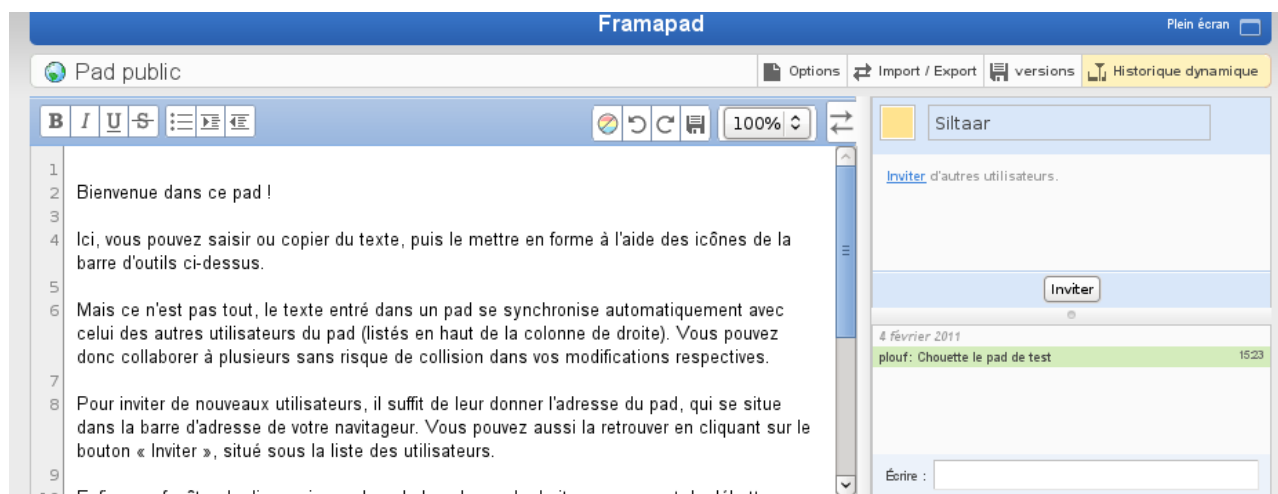 Framapad
Plein écran
Pad public
Options
Import / Export
versions
Historique dynamique
B I U S
100%
Siltaar
1
2 Bienvenue dans ce pad !
3
4 Ici, vous pouvez saisir ou copier du texte, puis le mettre en forme à l'aide des icônes de la
barre d'outils ci-dessus.
5
6 Mais ce n'est pas tout, le texte entré dans un pad se synchronise automatiquement avec
celui des autres utilisateurs du pad (listés en haut de la colonne de droite). Vous pouvez
donc collaborer à plusieurs sans risque de collision dans vos modifications respectives.
7
8 Pour inviter de nouveaux utilisateurs, il suffit de leur donner l'adresse du pad, qui se situe
dans la barre d'adresse de votre navitageur. Vous pouvez aussi la retrouver en cliquant sur le
bouton « Inviter », situé sous la liste des utilisateurs.
9
Inviter d'autres utilisateurs.
Inviter
4 février 2011
plouf: Chouette le pad de test 15:23
Écrire :